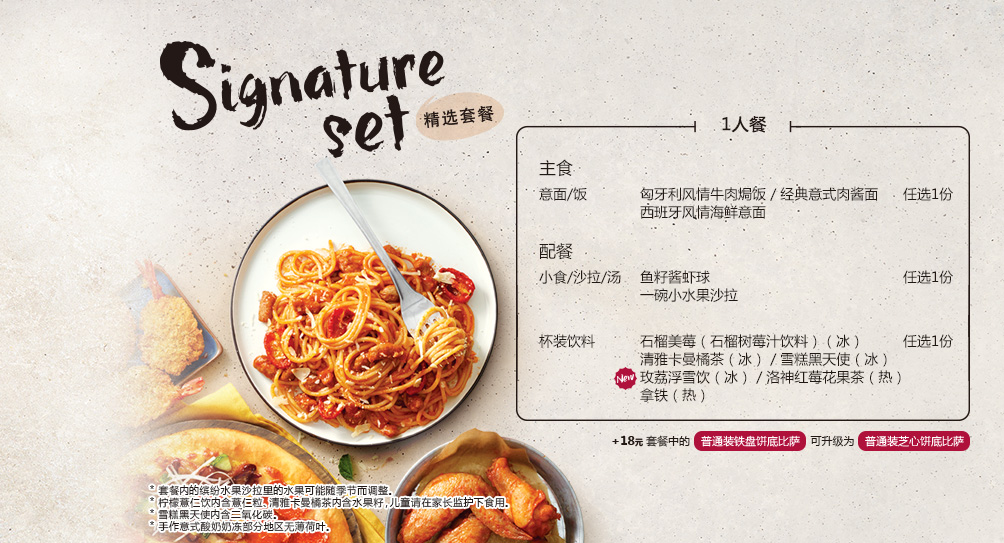 Signature
set
精选套餐
1人餐
主食
意面/饭 匈牙利风情牛肉焗饭 / 经典意式肉酱面 任选1份
西班牙风情海鲜意面
配餐
小食/沙拉/汤 鱼籽酱虾球 任选1份
一碗小水果沙拉
杯装饮料 石榴美莓（石榴树莓汁饮料）（冰） 任选1份
清雅卡曼橘茶（冰）/ 雪糕黑天使（冰）
New 玫荔浮雪饮（冰）/ 洛神红莓花果茶（热）
拿铁（热）
+18元 套餐中的 普通装铁盘饼底比萨 可升级为 普通装芝心饼底比萨
* 套餐内的缤纷水果沙拉里的水果可能随季节而调整。
* 柠檬薏仁饮内含薏仁粒, 清雅卡曼橘茶内含水果籽, 儿童请在家长监护下食用。
* 雪糕黑天使内含二氧化碳。
* 手作意式酸奶奶冻部分地区无薄荷叶。